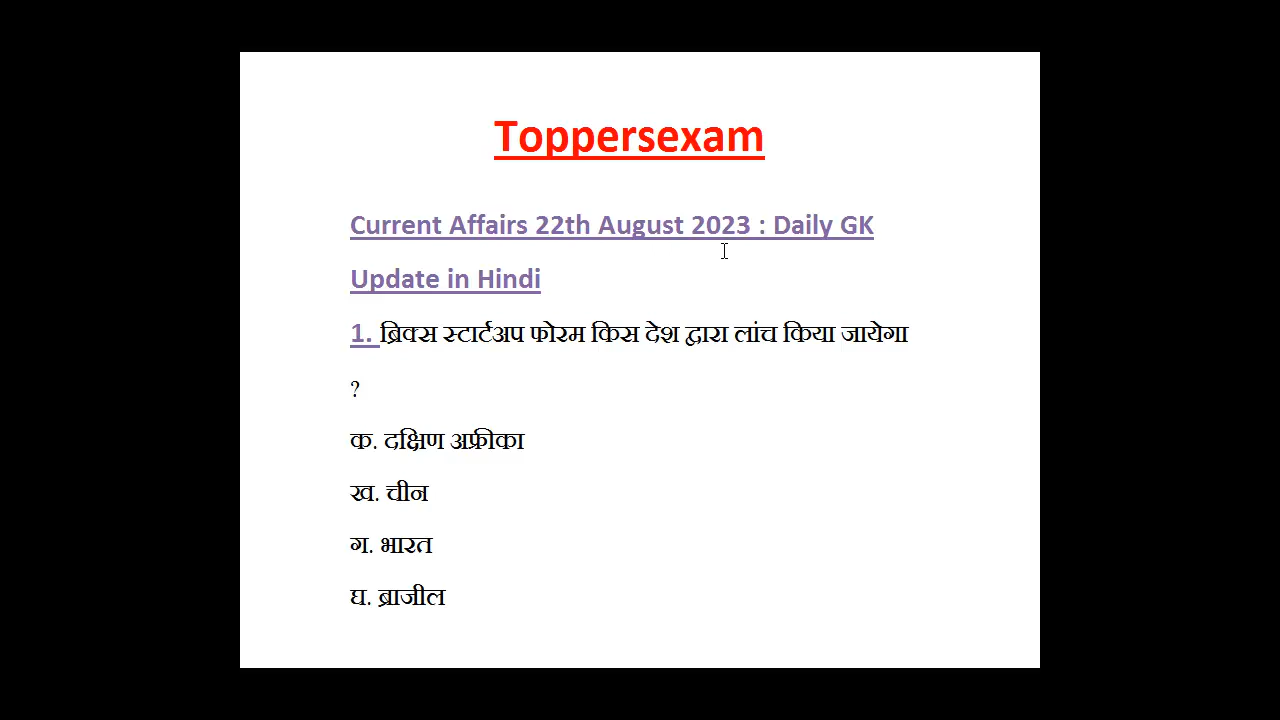 Toppersexam
Current Affairs 22th August 2023 : Daily GK
Update in Hindi
1. ब्रिक्स स्टार्टअप फोरम किस देश द्वारा लांच किया जायेगा
?
क. दक्षिण अफ्रीका
ख. चीन
ग. भारत
घ. ब्राजील